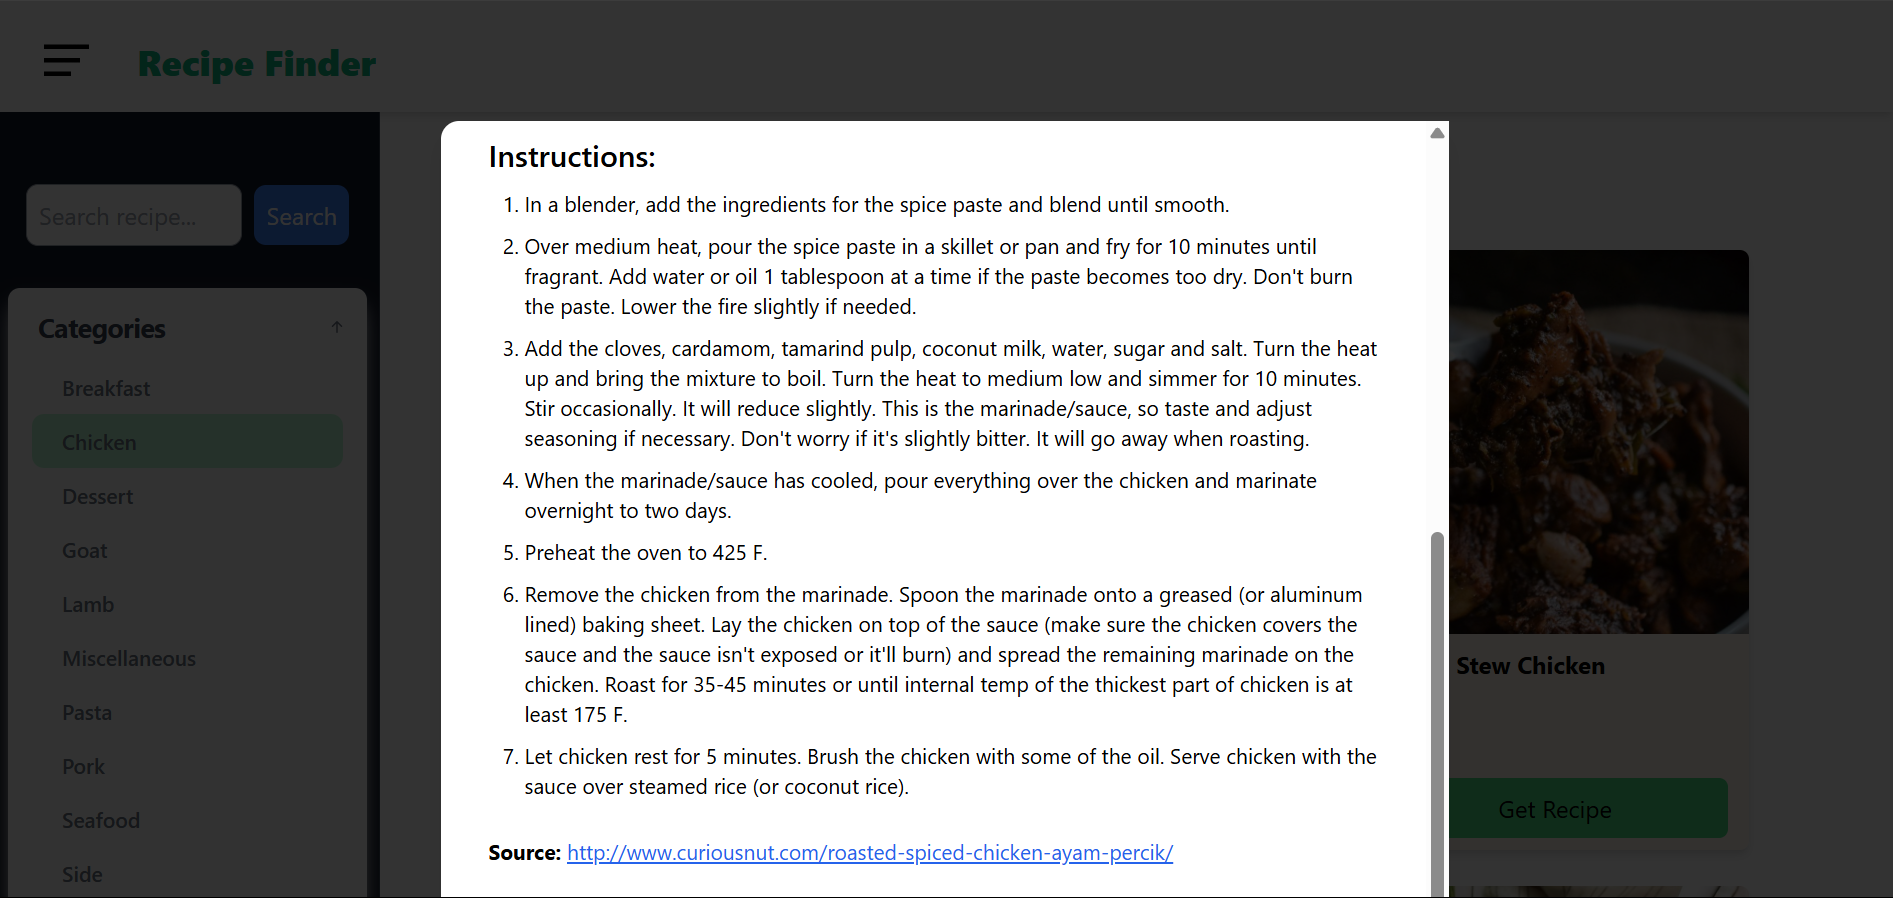 Recipe Finder
Search recipe...
Search
Categories
Breakfast
Chicken
Dessert
Goat
Lamb
Miscellaneous
Pasta
Pork
Seafood
Side
Instructions:
1. In a blender, add the ingredients for the spice paste and blend until smooth.
2. Over medium heat, pour the spice paste in a skillet or pan and fry for 10 minutes until
fragrant. Add water or oil 1 tablespoon at a time if the paste becomes too dry. Don't burn
the paste. Lower the fire slightly if needed.
3. Add the cloves, cardamom, tamarind pulp, coconut milk, water, sugar and salt. Turn the heat
up and bring the mixture to boil. Turn the heat to medium low and simmer for 10 minutes.
Stir occasionally. It will reduce slightly. This is the marinade/sauce, so taste and adjust
seasoning if necessary. Don't worry if it's slightly bitter. It will go away when roasting.
4. When the marinade/sauce has cooled, pour everything over the chicken and marinate
overnight to two days.
5. Preheat the oven to 425 F.
6. Remove the chicken from the marinade. Spoon the marinade onto a greased (or aluminum
lined) baking sheet. Lay the chicken on top of the sauce (make sure the chicken covers the
sauce and the sauce isn't exposed or it'll burn) and spread the remaining marinade on the
chicken. Roast for 35-45 minutes or until internal temp of the thickest part of chicken is at
least 175 F.
7. Let chicken rest for 5 minutes. Brush the chicken with some of the oil. Serve chicken with the
sauce over steamed rice (or coconut rice).
Source: http://www.curiousnut.com/roasted-spiced-chicken-ayam-percik/
Stew Chicken
Get Recipe